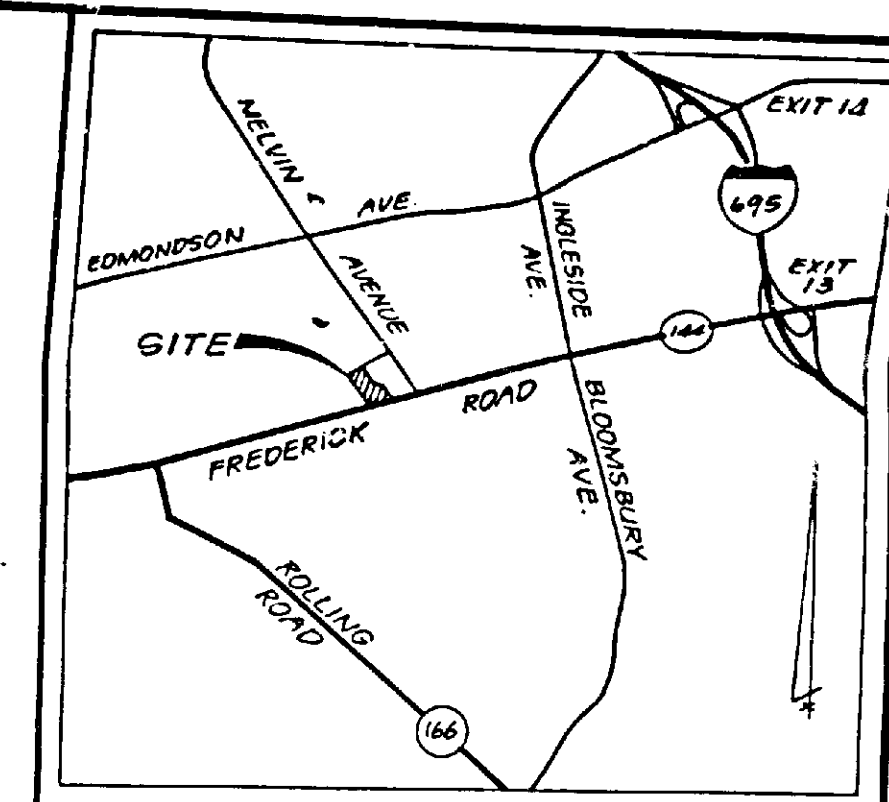 MELVIN
AVENUE
EDMONDSON AVE.
EXIT 14
695
INGLESIDE
AVE.
EXIT
13
SITE
144
FREDERICK ROAD
BLOOMSBURY
AVE.
ROLLING
ROAD
166